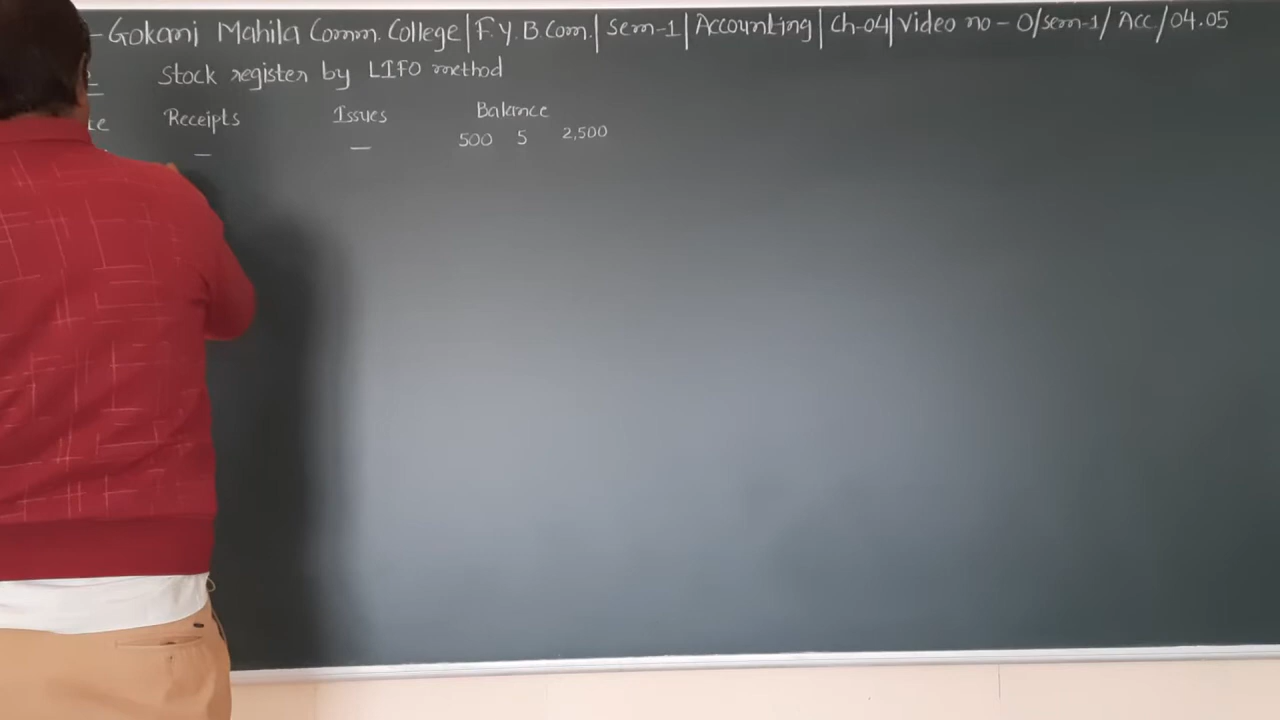 - Gokani Mahila Comm. College | F.Y.B.Com. | Sem-1 | Accounting | Ch-04 | Video no - O/sem-1/ Acc /04.05
Stock register by LIFO method
Receipts Issues Balance
— — 500 5 2,500